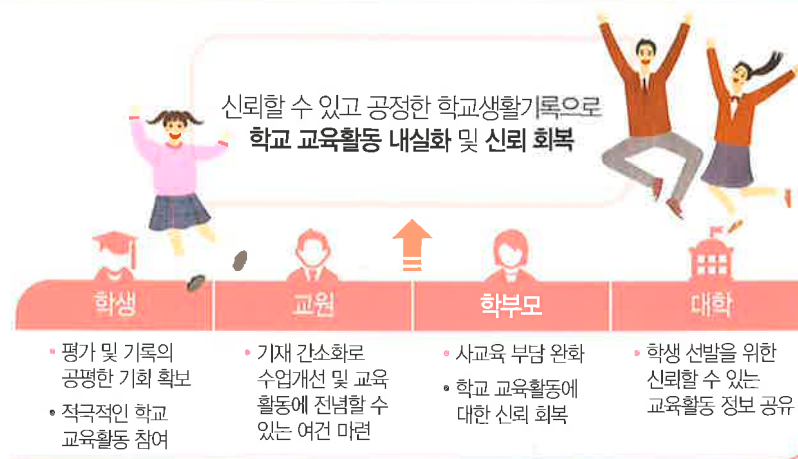 신뢰할 수 있고 공정한 학교생활기록으로
학교 교육활동 내실화 및 신뢰 회복
학생
교원
학부모
대학
• 평가 및 기록의
공평한 기회 확보
• 적극적인 학교
교육활동 참여
• 기재 간소화로
수업개선 및 교육
활동에 전념할 수
있는 여건 마련
• 사교육 부담 완화
• 학교 교육활동에
대한 신뢰 회복
• 학생 선발을 위한
신뢰할 수 있는
교육활동 정보 공유